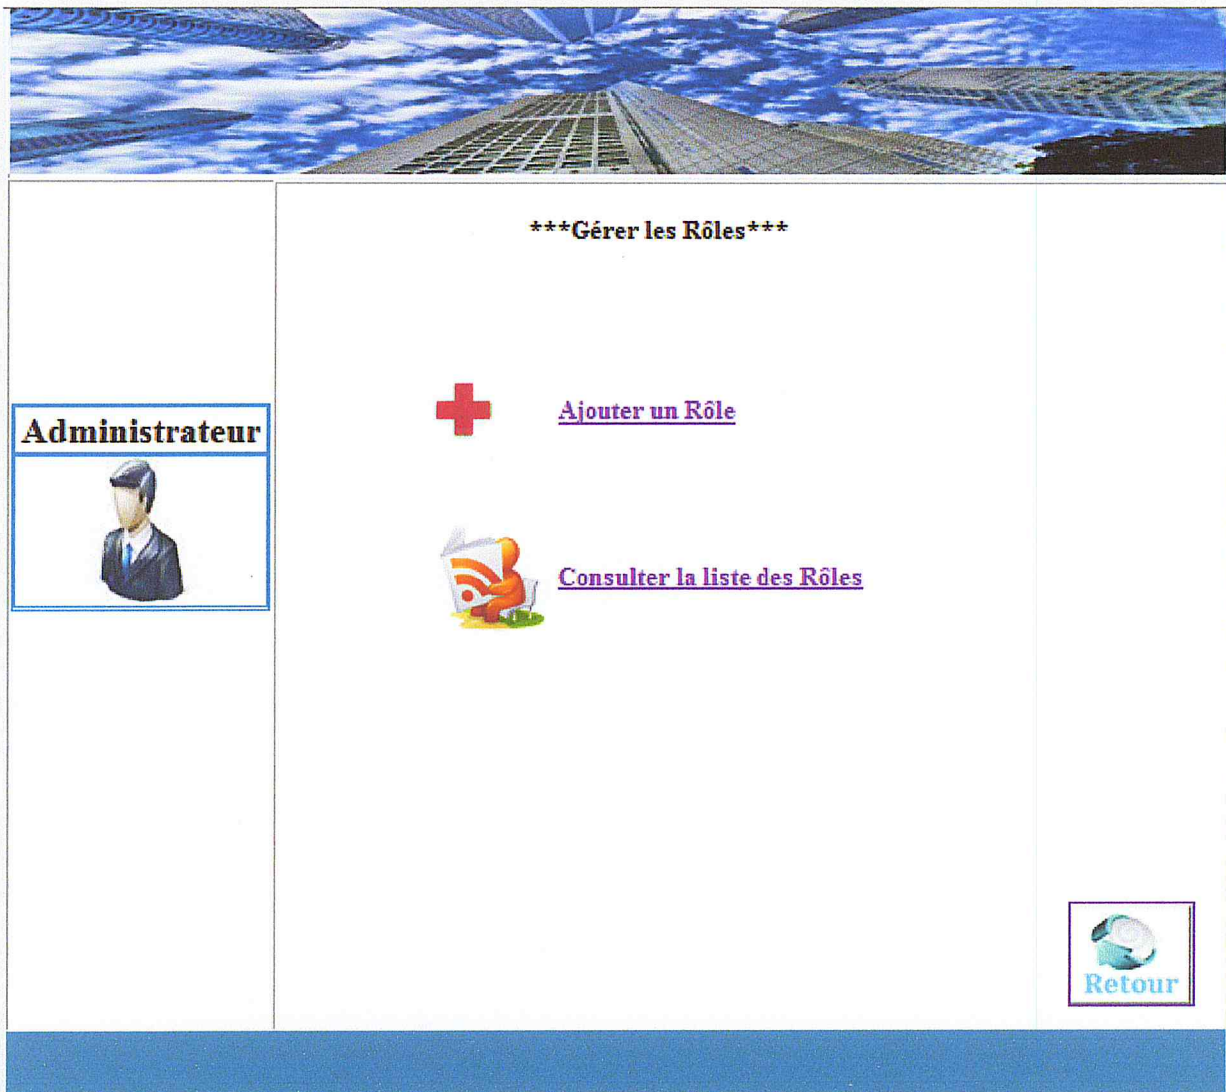 ***Gérer les Rôles***
Administrateur
Ajouter un Rôle
Consulter la liste des Rôles
Retour